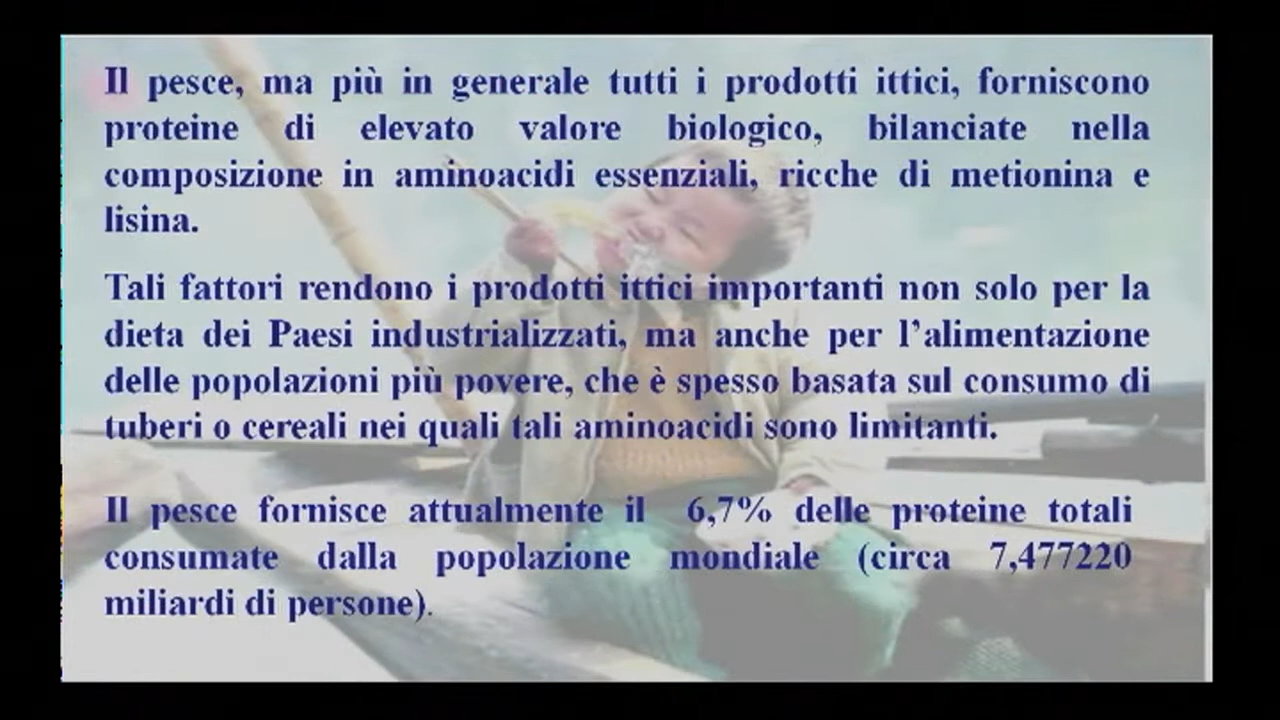 Il pesce, ma più in generale tutti i prodotti ittici, forniscono
proteine di elevato valore biologico, bilanciate nella
composizione in aminoacidi essenziali, ricche di metionina e
lisina.
Tali fattori rendono i prodotti ittici importanti non solo per la
dieta dei Paesi industrializzati, ma anche per l’alimentazione
delle popolazioni più povere, che è spesso basata sul consumo di
tuberi o cereali nei quali tali aminoacidi sono limitanti.
Il pesce fornisce attualmente il 6,7% delle proteine totali
consumate dalla popolazione mondiale (circa 7,477220
miliardi di persone).